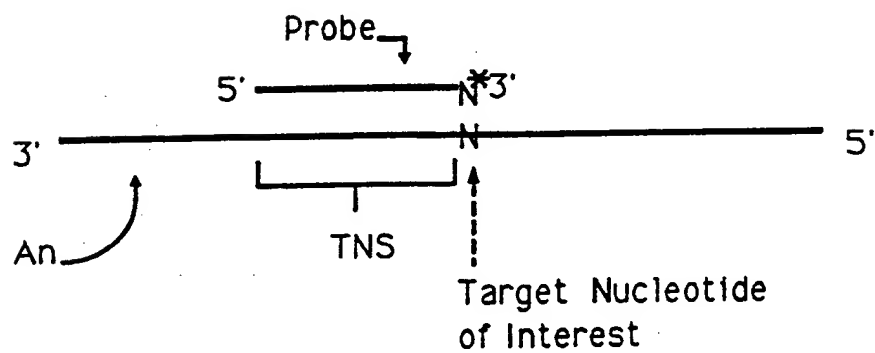 Probe
5' N*3'
3' N 5'
An
TNS
Target Nucleotide
of Interest